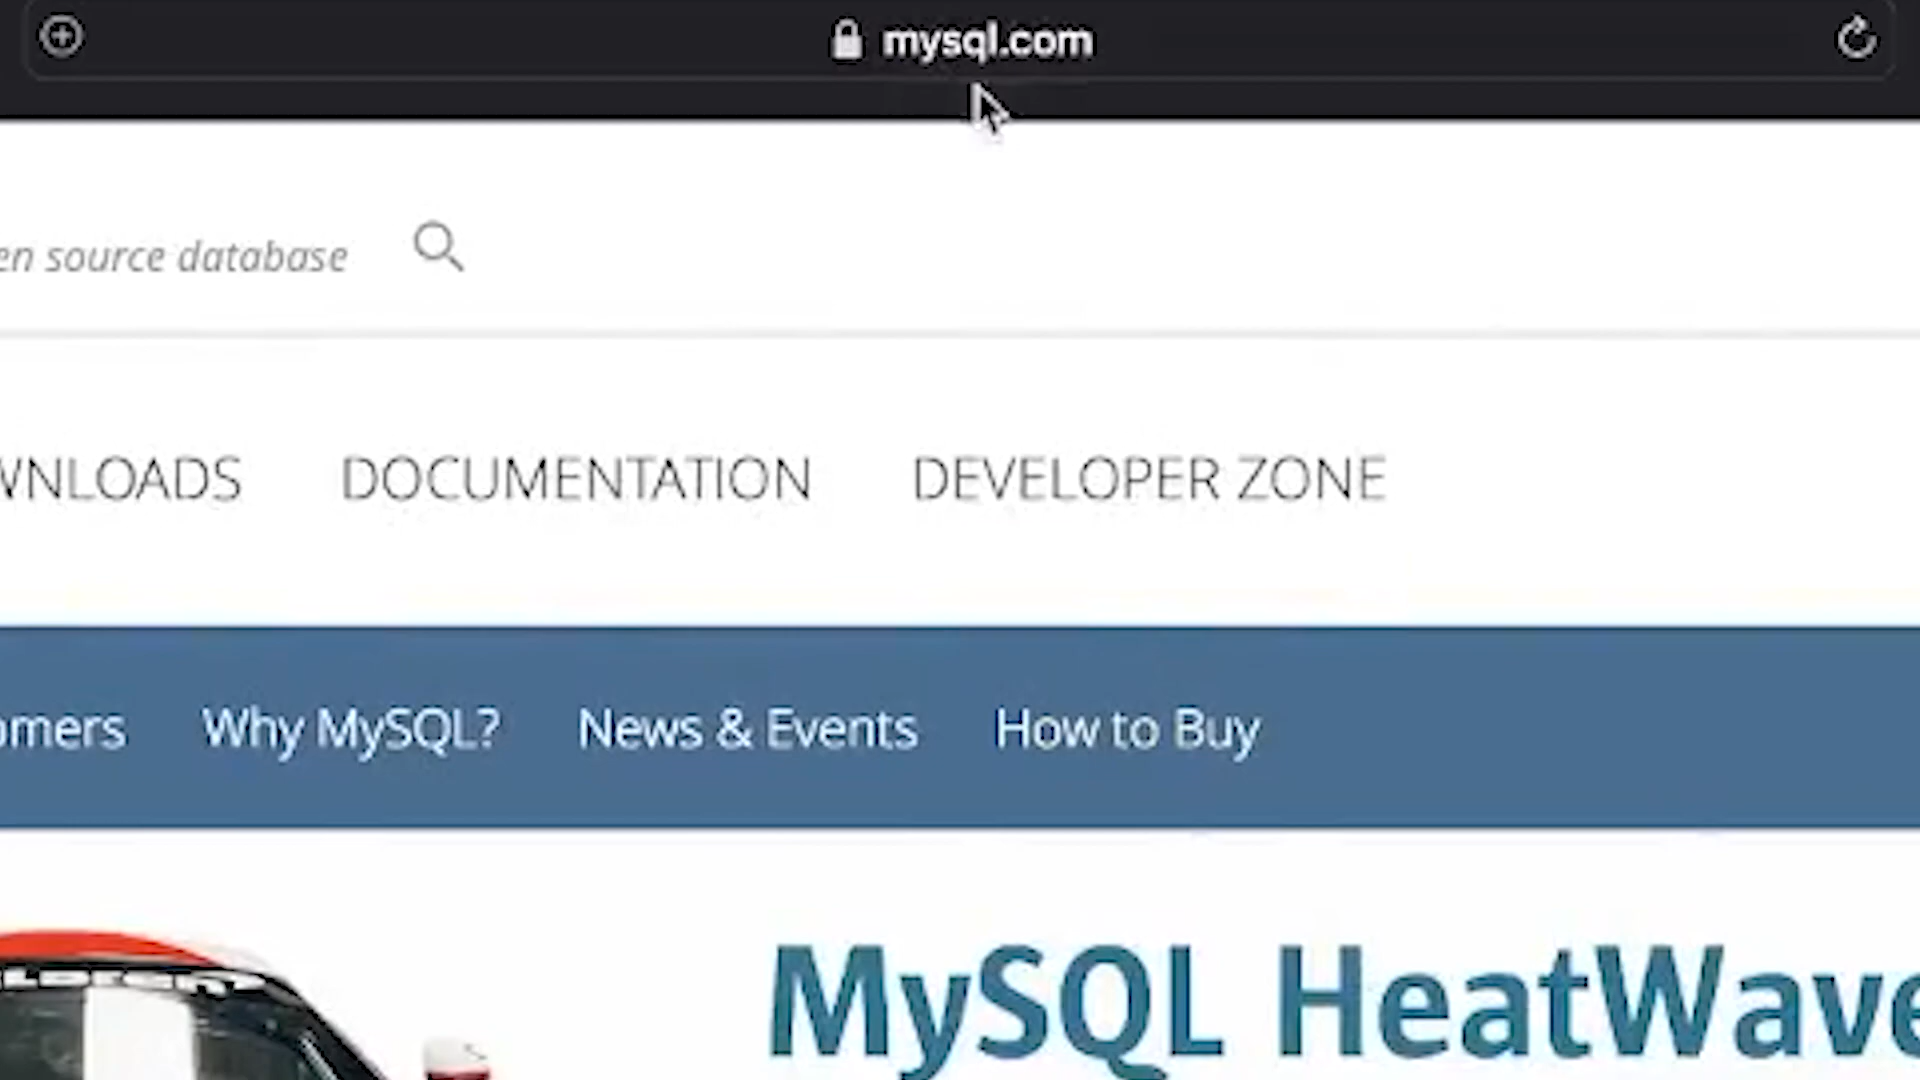 mysql.com
en source database
WNLOADS DOCUMENTATION DEVELOPER ZONE
omers Why MySQL? News & Events How to Buy
MySQL HeatWave